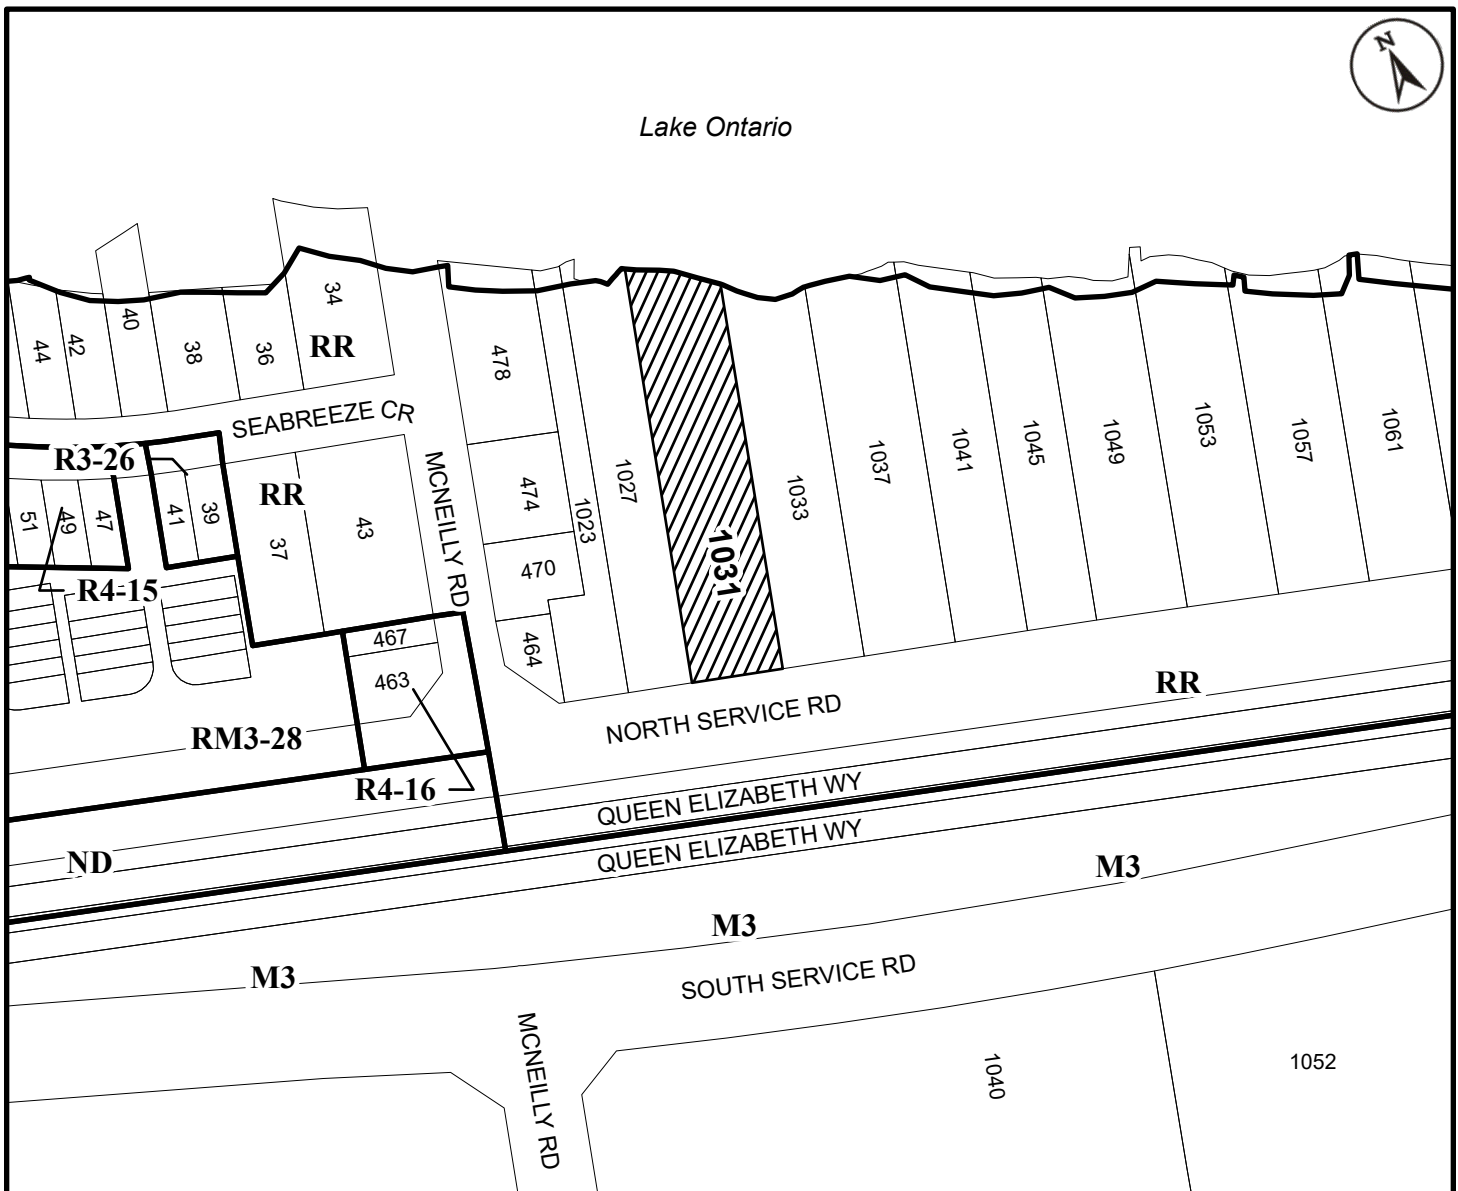 N
Lake Ontario
34
40
42
44
38
36
RR
478
SEABREEZE CR
R3-26
RR
MCNEILLY RD
51
49
47
41
39
37
43
474
1023
1027
1031
1033
1037
1041
1045
1049
1053
1057
1061
470
R4-15
467
464
463
RR
NORTH SERVICE RD
RM3-28
R4-16
QUEEN ELIZABETH WY
QUEEN ELIZABETH WY
ND
M3
M3
M3
SOUTH SERVICE RD
MCNEILLY RD
1040
1052